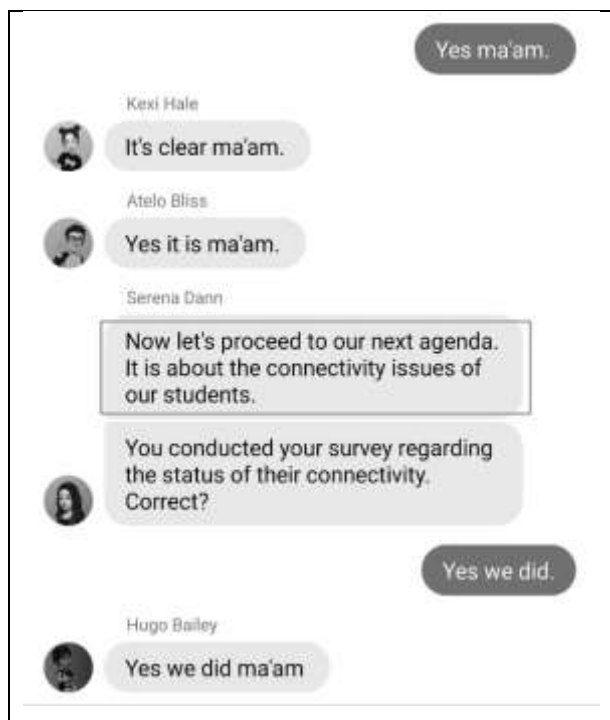 Yes ma'am.
Kexi Hale
It's clear ma'am.
Atelo Bliss
Yes it is ma'am.
Serena Dann
Now let's proceed to our next agenda.
It is about the connectivity issues of
our students.
You conducted your survey regarding
the status of their connectivity.
Correct?
Yes we did.
Hugo Bailey
Yes we did ma'am